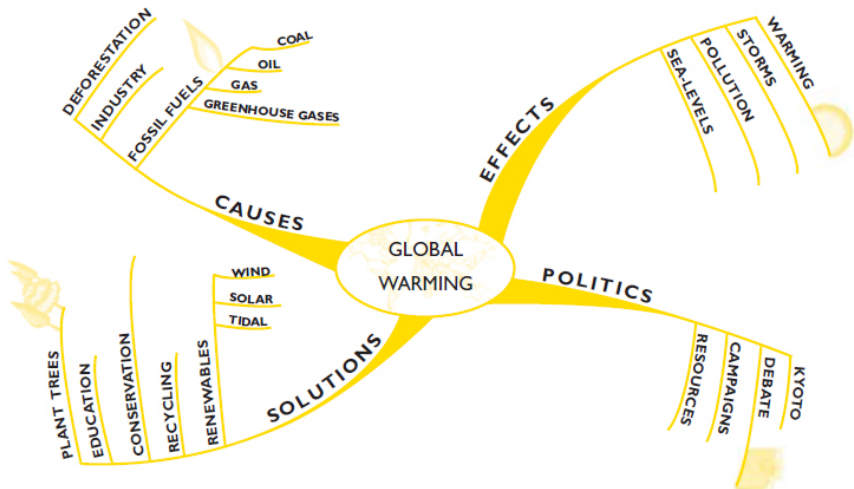 GLOBAL
WARMING
CAUSES
DEFORESTATION
INDUSTRY
FOSSIL FUELS
COAL
OIL
GAS
GREENHOUSE GASES
EFFECTS
SEA-LEVELS
POLLUTION
STORMS
WARMING
POLITICS
RESOURCES
CAMPAIGNS
DEBATE
KYOTO
SOLUTIONS
PLANT TREES
EDUCATION
CONSERVATION
RECYCLING
RENEWABLES
WIND
SOLAR
TIDAL